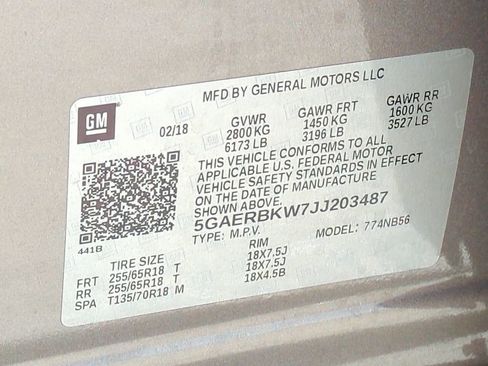 MFD BY GENERAL MOTORS LLC
GM
02/18
GVWR GAWR FRT GAWR RR
2800 KG 1450 KG 1600 KG
6173 LB 3196 LB 3527 LB
THIS VEHICLE CONFORMS TO ALL
APPLICABLE U.S. FEDERAL MOTOR
VEHICLE SAFETY STANDARDS IN EFFECT
ON THE DATE OF MANUFACTURE
SHOWN ABOVE.
5GAERBKW7JJ203487
TYPE: M.P.V. MODEL: 774NB56
441B
TIRE SIZE RIM
FRT 255/65R18 T 18X7.5J
RR 255/65R18 T 18X7.5J
SPA T135/70R18 M 18X4.5B